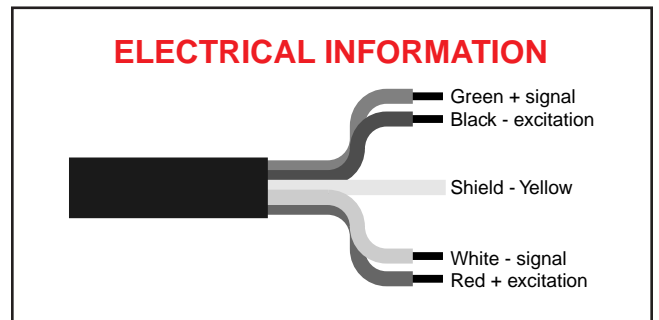 ELECTRICAL INFORMATION
Green + signal
Black - excitation
Shield - Yellow
White - signal
Red + excitation